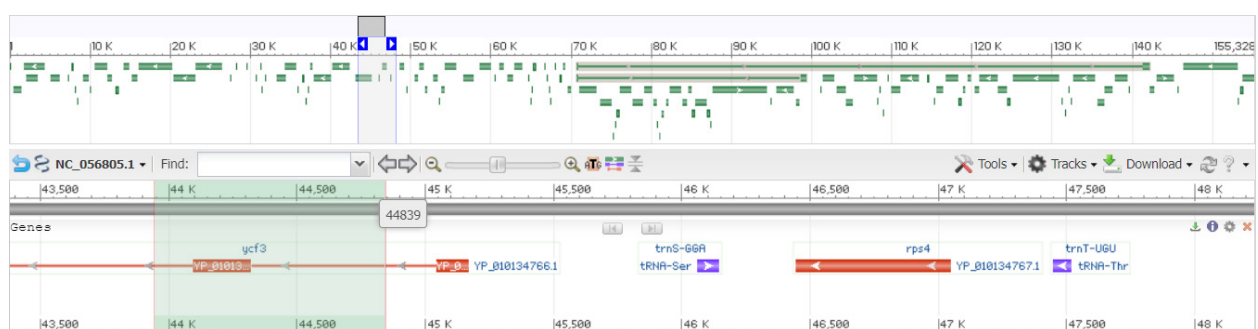 10 K 20 K 30 K 40 K 50 K 60 K 70 K 80 K 90 K 100 K 110 K 120 K 130 K 140 K 155,328
NC_056805.1 Find: ATG Tools Tracks Download ?
43,500 44 K 44,500 45 K 45,500 46 K 46,500 47 K 47,500 48 K
44839
Genes
ycf3 trnS-GGA rps4 trnT-UGU
YP_01013… YP_0… YP_010134766.1 tRNA-Ser YP_010134767.1 tRNA-Thr
43,500 44 K 44,500 45 K 45,500 46 K 46,500 47 K 47,500 48 K